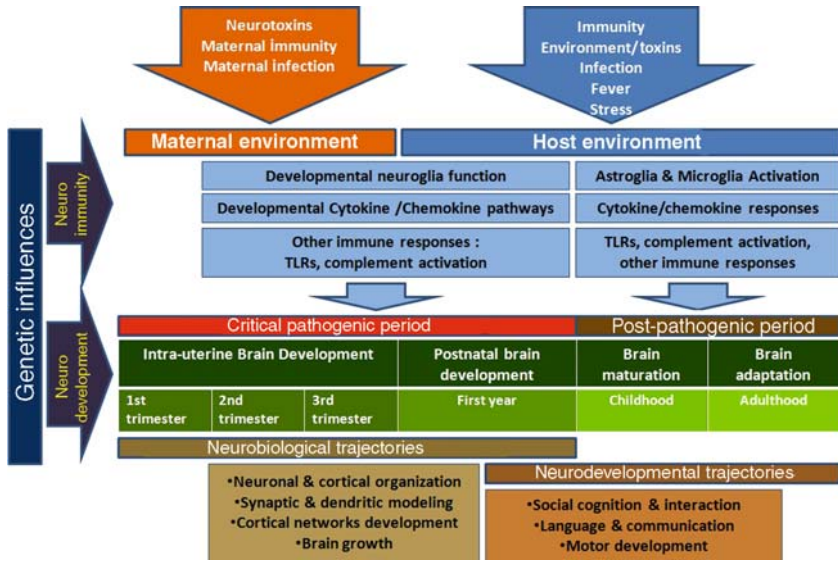 Neurotoxins
Maternal immunity
Maternal infection
Immunity
Environment/toxins
Infection
Fever
Stress
Maternal environment
Host environment
Genetic influences
Neuro
immunity
Developmental neuroglia function
Astroglia & Microglia Activation
Developmental Cytokine /Chemokine pathways
Cytokine/chemokine responses
Other immune responses :
TLRs, complement activation
TLRs, complement activation,
other immune responses
Neuro
development
Critical pathogenic period
Post-pathogenic period
Intra-uterine Brain Development
Postnatal brain
development
Brain
maturation
Brain
adaptation
1st
trimester
2nd
trimester
3rd
trimester
First year
Childhood
Adulthood
Neurobiological trajectories
•Neuronal & cortical organization
•Synaptic & dendritic modeling
•Cortical networks development
•Brain growth
Neurodevelopmental trajectories
•Social cognition & interaction
•Language & communication
•Motor development